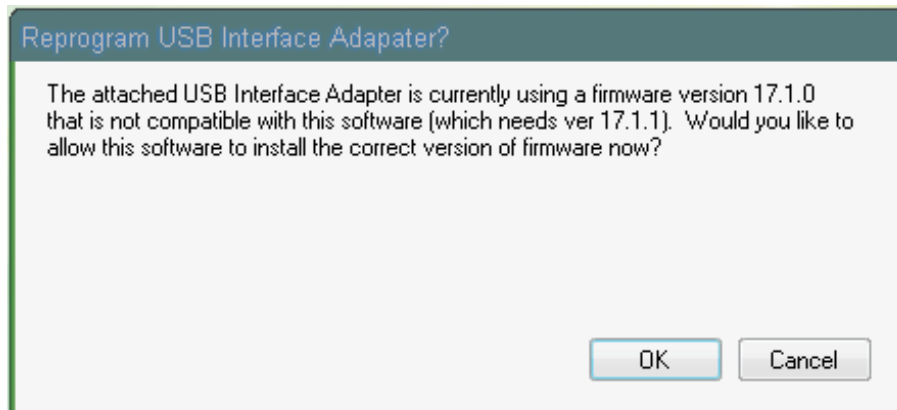 Reprogram USB Interface Adapater?
The attached USB Interface Adapter is currently using a firmware version 17.1.0
that is not compatible with this software (which needs ver 17.1.1).  Would you like to
allow this software to install the correct version of firmware now?
OK Cancel